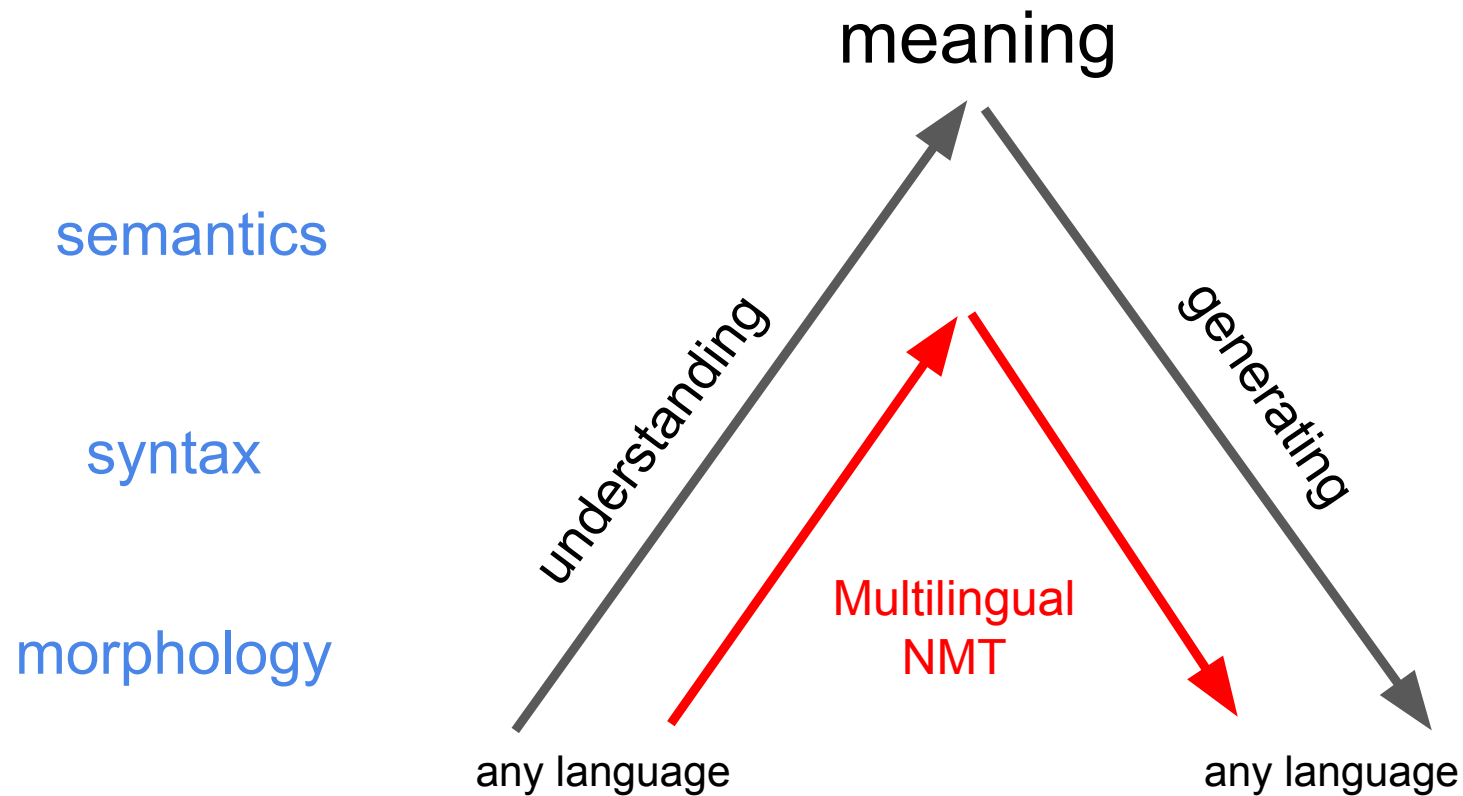 meaning
semantics
understanding
generating
syntax
Multilingual
NMT
morphology
any language
any language